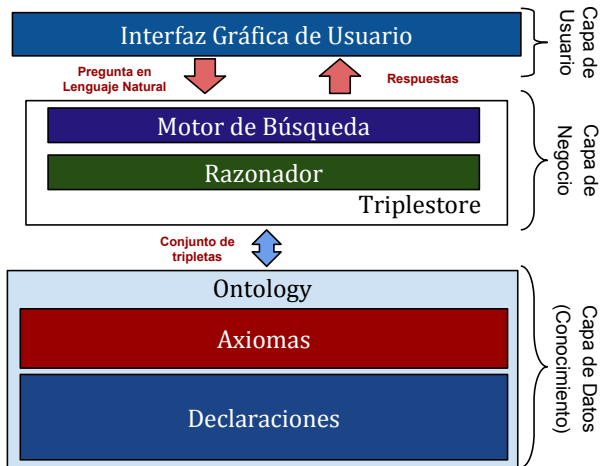 Interfaz Gráfica de Usuario
Capa de
Usuario
Pregunta en
Lenguaje Natural
Respuestas
Motor de Búsqueda
Razonador
Triplestore
Capa de
Negocio
Conjunto de
tripletas
Ontology
Axiomas
Declaraciones
Capa de Datos
(Conocimiento)